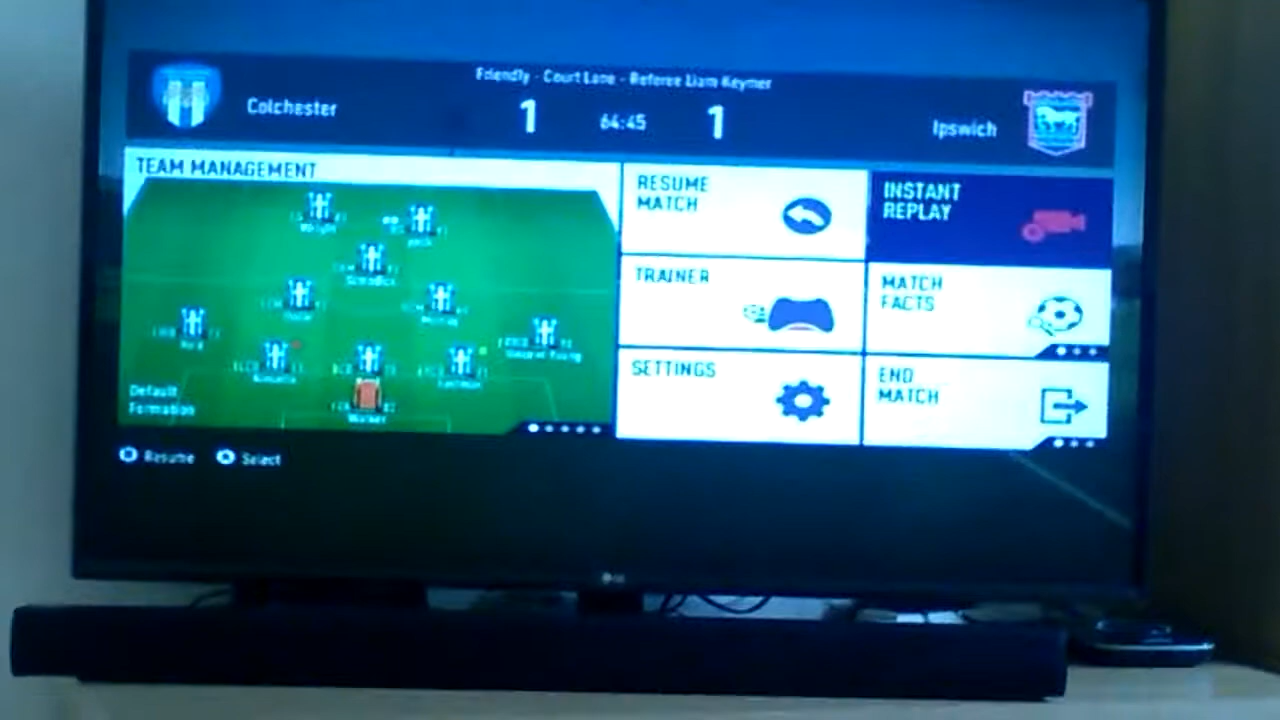 Friendly - Court Lane - Referee Liam Keymer
Colchester
1
64:45
1
Ipswich
TEAM MANAGEMENT
RESUME
MATCH
INSTANT
REPLAY
TRAINER
MATCH
FACTS
SETTINGS
END
MATCH
Default
Formation
Walker
Resume
Select
LG